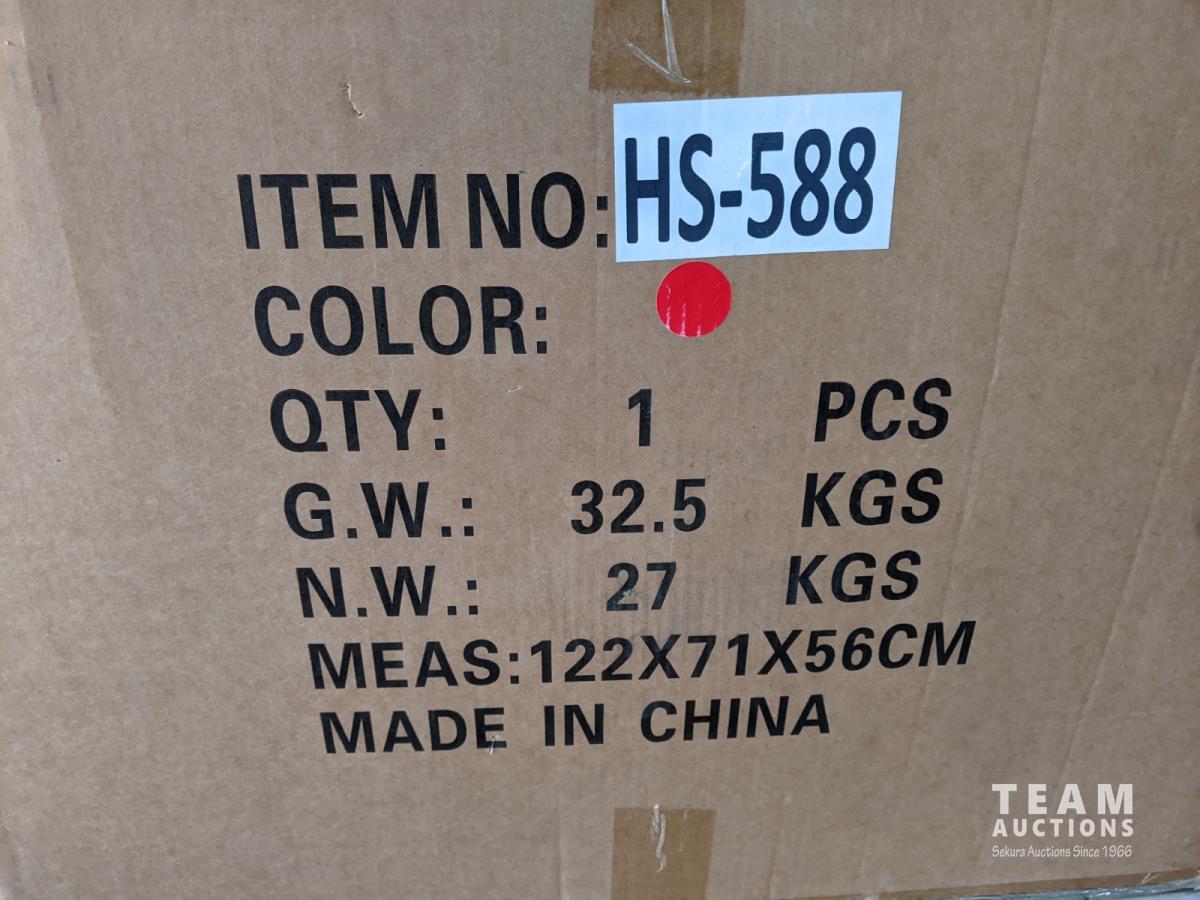 ITEM NO: HS-588
COLOR:
QTY: 1 PCS
G.W.: 32.5 KGS
N.W.: 27 KGS
MEAS:122X71X56CM
MADE IN CHINA
TEAM
AUCTIONS
Sekura Auctions Since 1966